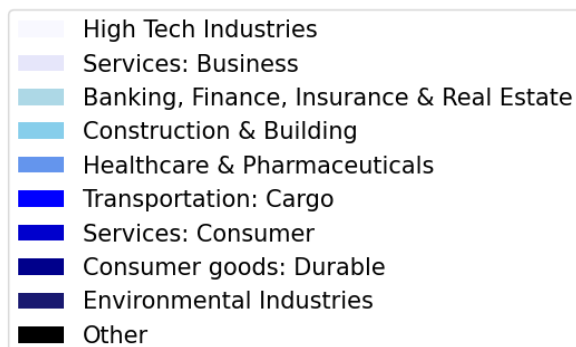 High Tech Industries
Services: Business
Banking, Finance, Insurance & Real Estate
Construction & Building
Healthcare & Pharmaceuticals
Transportation: Cargo
Services: Consumer
Consumer goods: Durable
Environmental Industries
Other